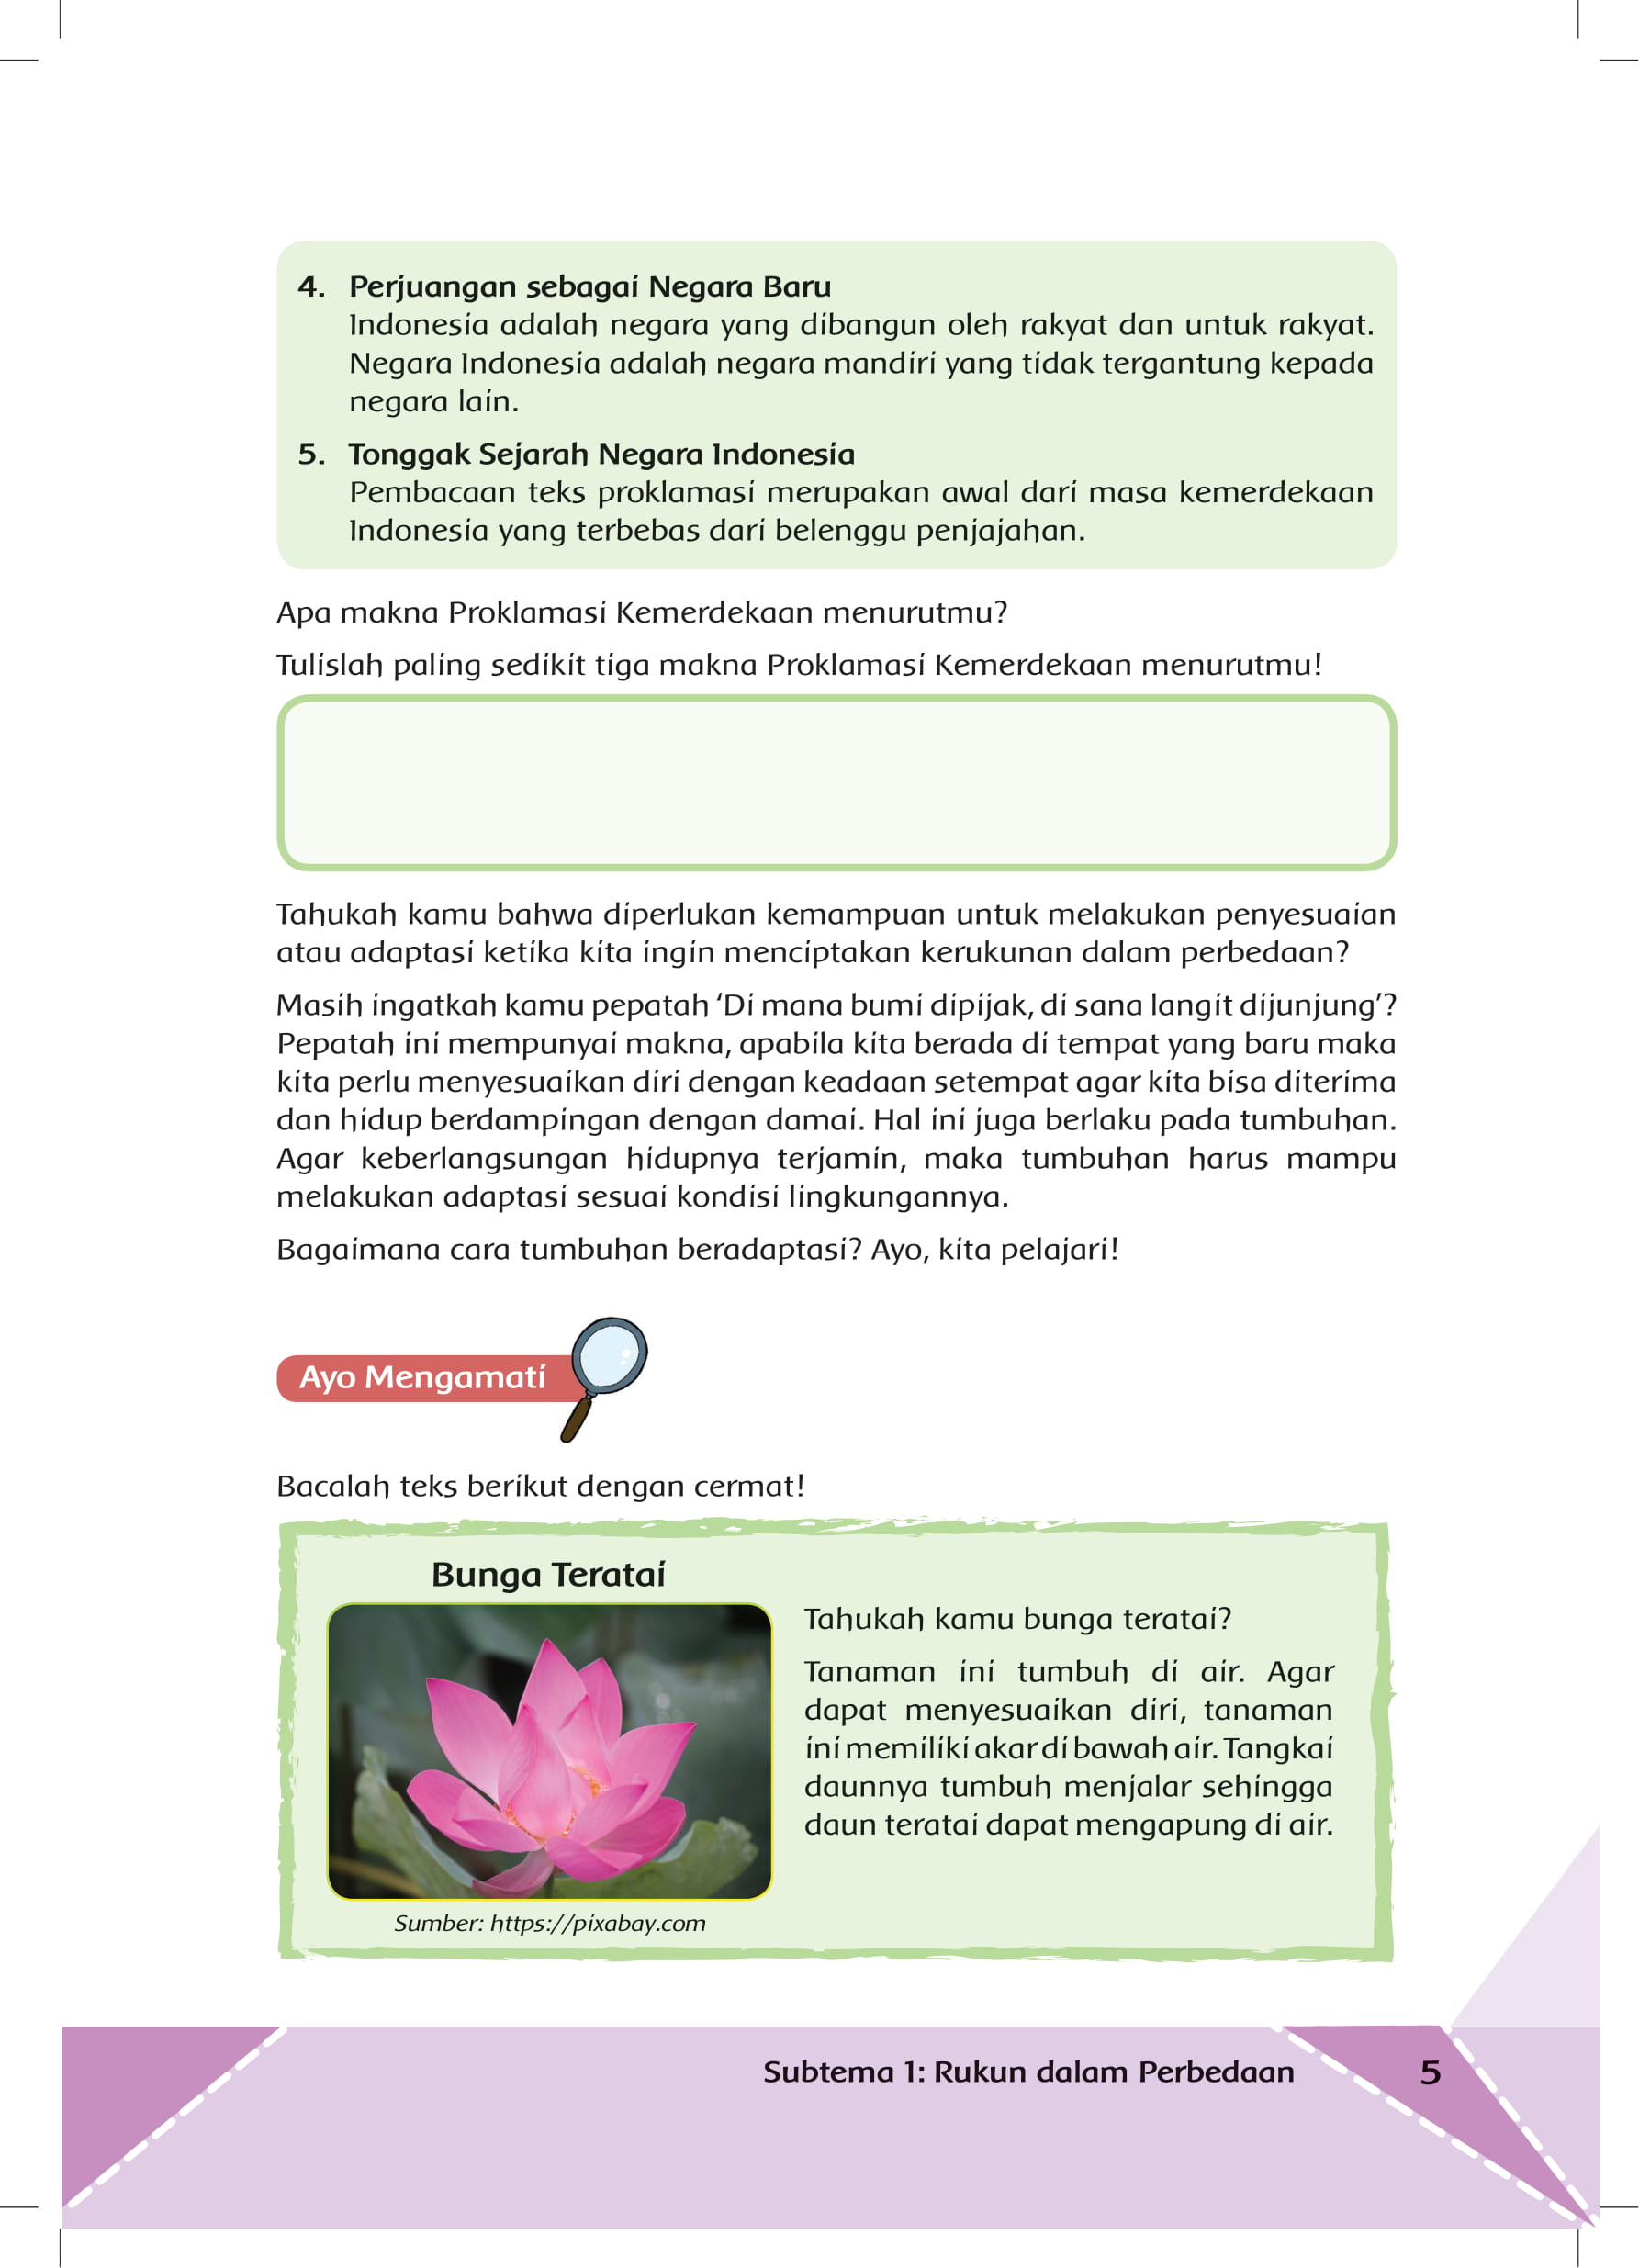 4. Perjuangan sebagai Negara Baru
Indonesia adalah negara yang dibangun oleh rakyat dan untuk rakyat.
Negara Indonesia adalah negara mandiri yang tidak tergantung kepada
negara lain.
5. Tonggak Sejarah Negara Indonesia
Pembacaan teks proklamasi merupakan awal dari masa kemerdekaan
Indonesia yang terbebas dari belenggu penjajahan.
Apa makna Proklamasi Kemerdekaan menurutmu?
Tulislah paling sedikit tiga makna Proklamasi Kemerdekaan menurutmu!
Tahukah kamu bahwa diperlukan kemampuan untuk melakukan penyesuaian
atau adaptasi ketika kita ingin menciptakan kerukunan dalam perbedaan?
Masih ingatkah kamu pepatah ‘Di mana bumi dipijak, di sana langit dijunjung’?
Pepatah ini mempunyai makna, apabila kita berada di tempat yang baru maka
kita perlu menyesuaikan diri dengan keadaan setempat agar kita bisa diterima
dan hidup berdampingan dengan damai. Hal ini juga berlaku pada tumbuhan.
Agar keberlangsungan hidupnya terjamin, maka tumbuhan harus mampu
melakukan adaptasi sesuai kondisi lingkungannya.
Bagaimana cara tumbuhan beradaptasi? Ayo, kita pelajari!
Ayo Mengamati
Bacalah teks berikut dengan cermat!
Bunga Teratai
Tahukah kamu bunga teratai?
Tanaman ini tumbuh di air. Agar
dapat menyesuaikan diri, tanaman
ini memiliki akar di bawah air. Tangkai
daunnya tumbuh menjalar sehingga
daun teratai dapat mengapung di air.
Sumber: https://pixabay.com
Subtema 1: Rukun dalam Perbedaan 5